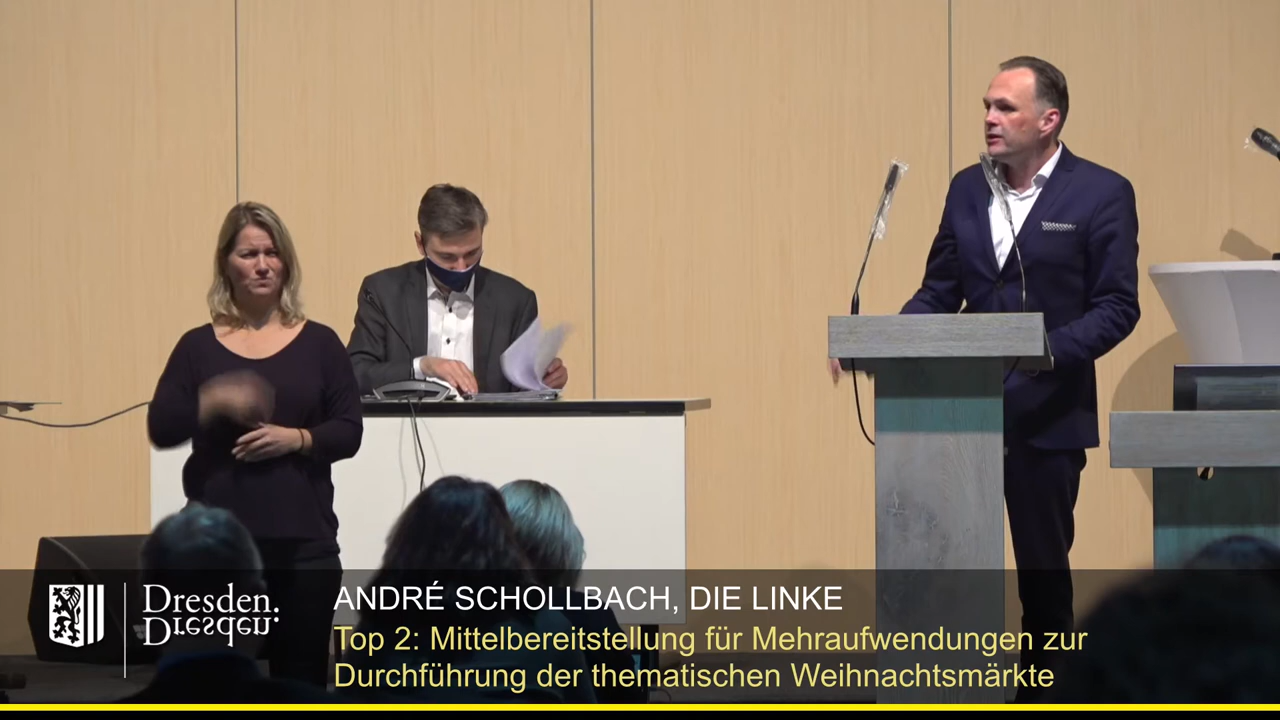 Dresden.
Dresden.
ANDRÉ SCHOLLBACH, DIE LINKE
Top 2: Mittelbereitstellung für Mehraufwendungen zur
Durchführung der thematischen Weihnachtsmärkte